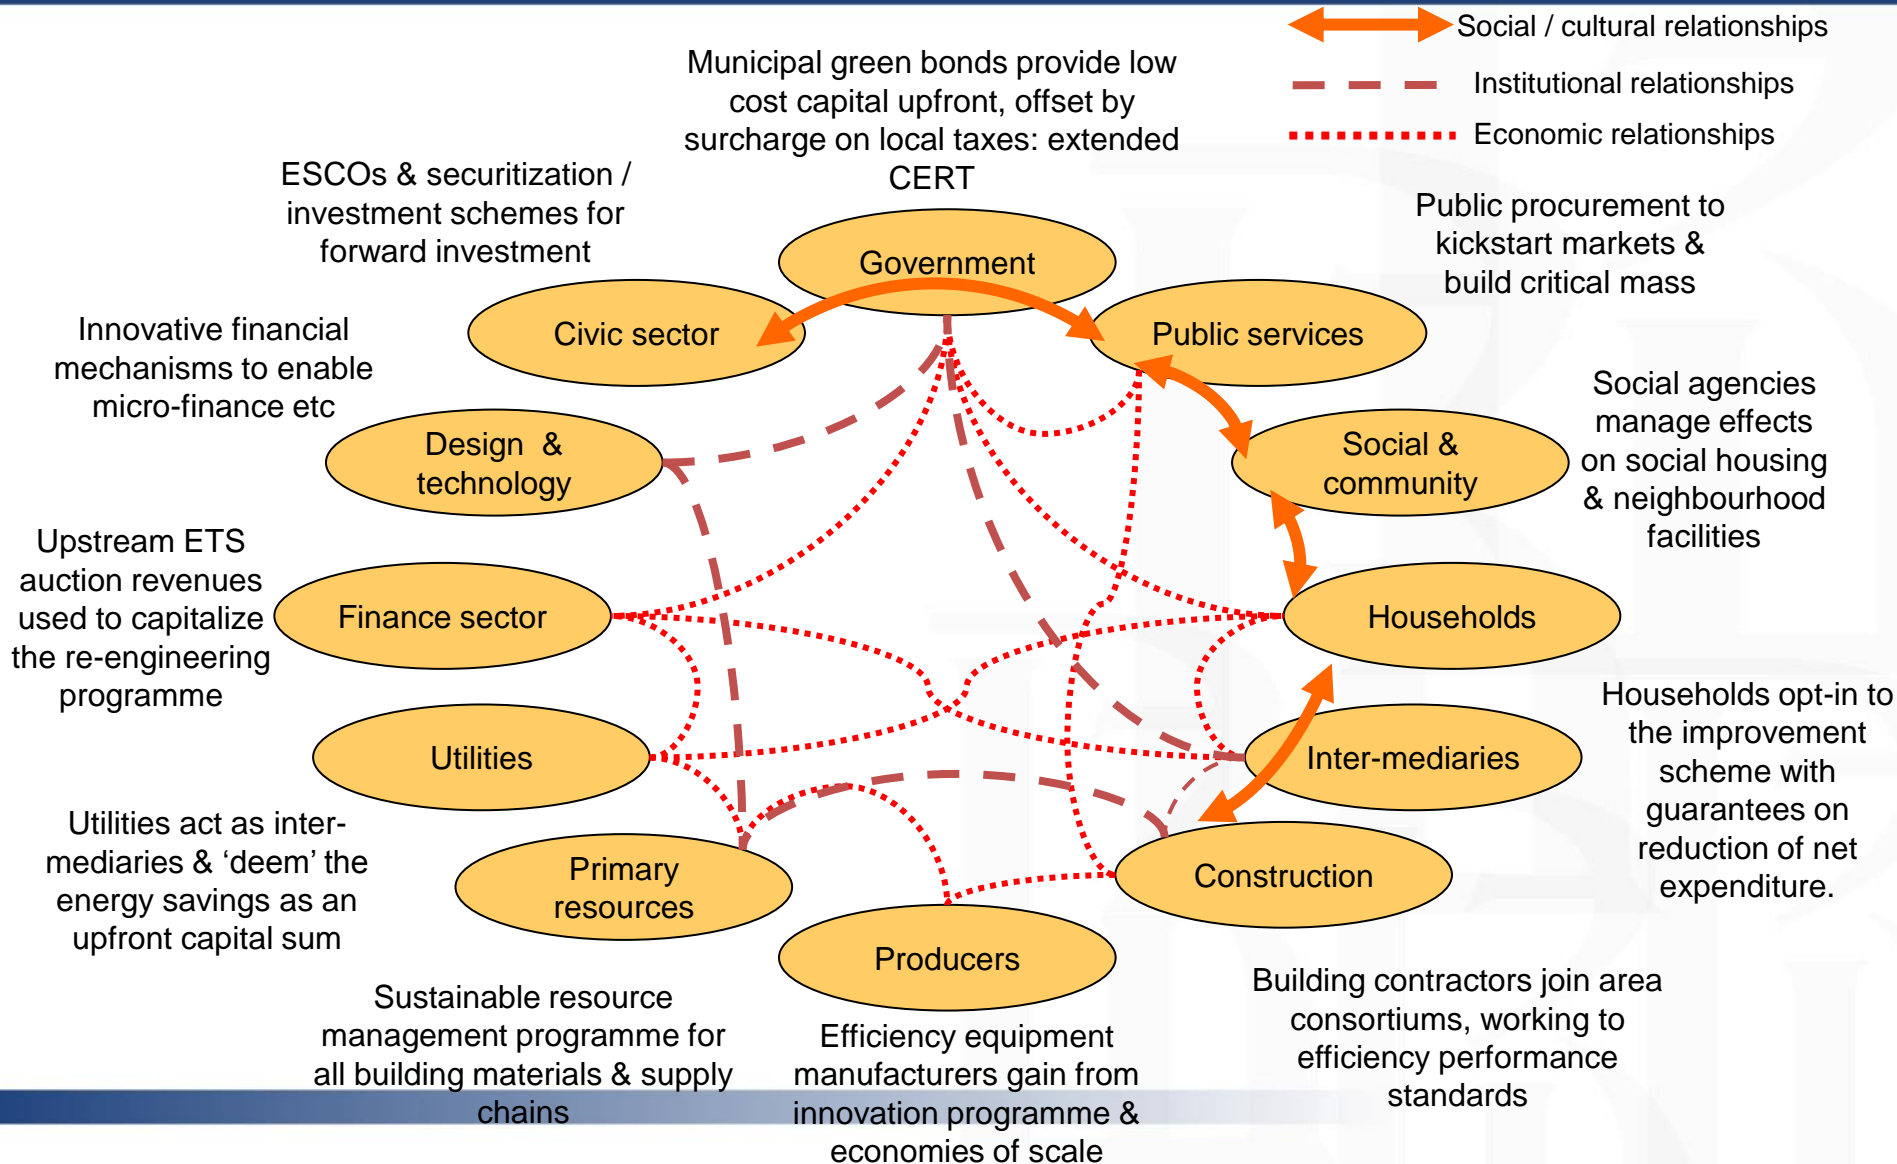 Social / cultural relationships
Institutional relationships
Economic relationships
Municipal green bonds provide low
cost capital upfront, offset by
surcharge on local taxes: extended
CERT
ESCOs & securitization /
investment schemes for
forward investment
Public procurement to
kickstart markets &
build critical mass
Government
Civic sector
Public services
Innovative financial
mechanisms to enable
micro-finance etc
Social agencies
manage effects
on social housing
& neighbourhood
facilities
Design &
technology
Social &
community
Upstream ETS
auction revenues
used to capitalize
the re-engineering
programme
Finance sector
Households
Households opt-in to
the improvement
scheme with
guarantees on
reduction of net
expenditure.
Utilities
Inter-mediaries
Utilities act as inter-
mediaries & ‘deem’ the
energy savings as an
upfront capital sum
Primary
resources
Construction
Producers
Sustainable resource
management programme for
all building materials & supply
chains
Efficiency equipment
manufacturers gain from
innovation programme &
economies of scale
Building contractors join area
consortiums, working to
efficiency performance
standards